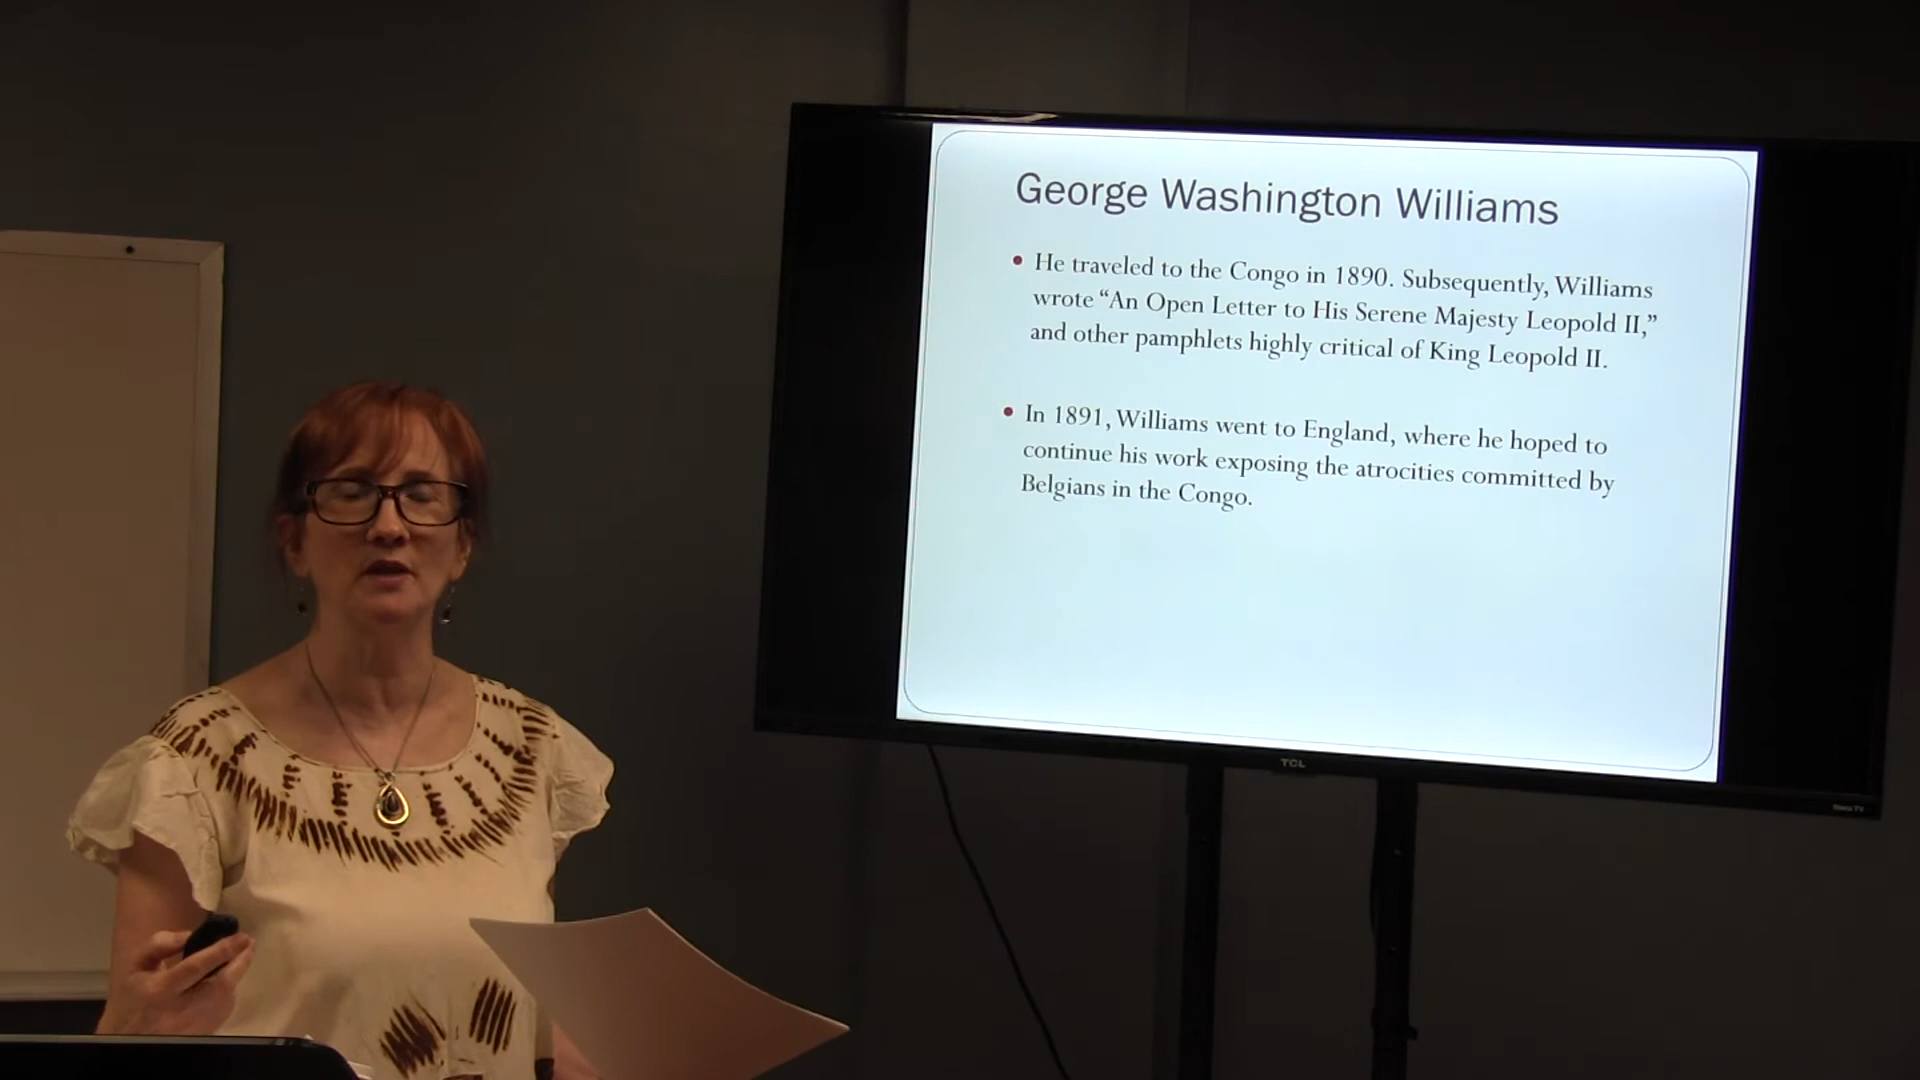 George Washington Williams
• He traveled to the Congo in 1890. Subsequently, Williams
wrote “An Open Letter to His Serene Majesty Leopold II,”
and other pamphlets highly critical of King Leopold II.
• In 1891, Williams went to England, where he hoped to
continue his work exposing the atrocities committed by
Belgians in the Congo.
TCL
Roku TV